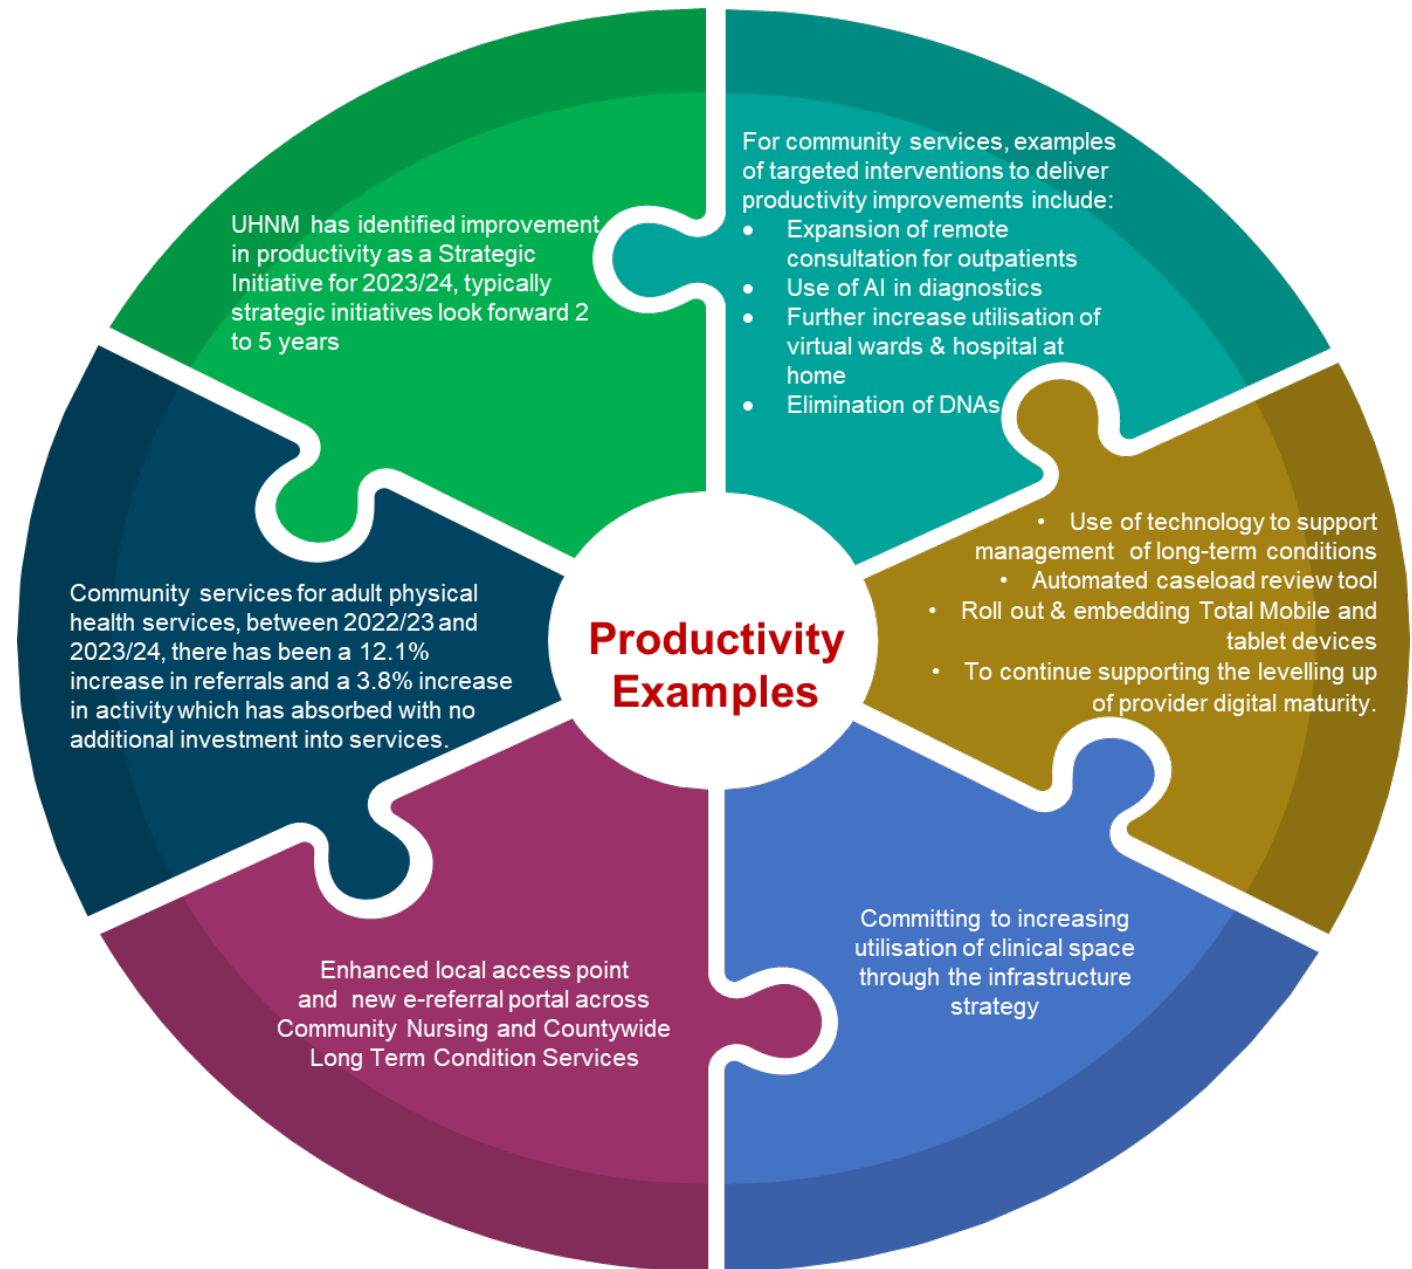 For community services, examples
of targeted interventions to deliver
productivity improvements include:
• Expansion of remote
consultation for outpatients
• Use of AI in diagnostics
• Further increase utilisation of
virtual wards & hospital at
home
• Elimination of DNAs
• Use of technology to support
management of long-term conditions
• Automated caseload review tool
• Roll out & embedding Total Mobile and
tablet devices
• To continue supporting the levelling up
of provider digital maturity.
Committing to increasing
utilisation of clinical space
through the infrastructure
strategy
Enhanced local access point
and new e-referral portal across
Community Nursing and Countywide
Long Term Condition Services
Community services for adult physical
health services, between 2022/23 and
2023/24, there has been a 12.1%
increase in referrals and a 3.8% increase
in activity which has absorbed with no
additional investment into services.
UHNM has identified improvement
in productivity as a Strategic
Initiative for 2023/24, typically
strategic initiatives look forward 2
to 5 years
Productivity
Examples